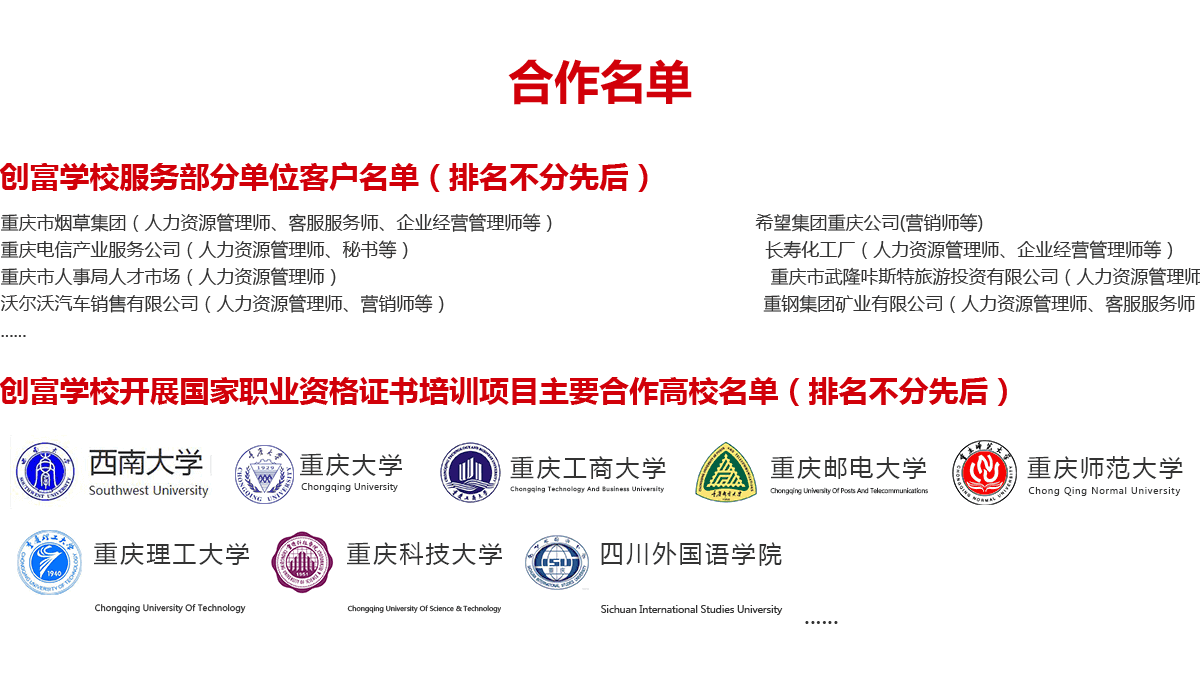 合作名单
创富学校服务部分单位客户名单（排名不分先后）
重庆市烟草集团（人力资源管理师、客服服务师、企业经营管理师等） 希望集团重庆公司(营销师等)
重庆电信产业服务公司（人力资源管理师、秘书等） 长寿化工厂（人力资源管理师、企业经营管理师等）
重庆市人事局人才市场（人力资源管理师） 重庆市武隆咔斯特旅游投资有限公司（人力资源管理师
沃尔沃汽车销售有限公司（人力资源管理师、营销师等） 重钢集团矿业有限公司（人力资源管理师、客服服务师
......
创富学校开展国家职业资格证书培训项目主要合作高校名单（排名不分先后）
西南大学
Southwest University
重庆大学
Chongqing University
重庆工商大学
Chongqing Technology And Business University
重庆邮电大学
Chongqing University Of Posts And Telecommunications
重庆师范大学
Chong Qing Normal University
重庆理工大学
Chongqing University Of Technology
重庆科技大学
Chongqing University Of Science & Technology
四川外国语学院
Sichuan International Studies University
......